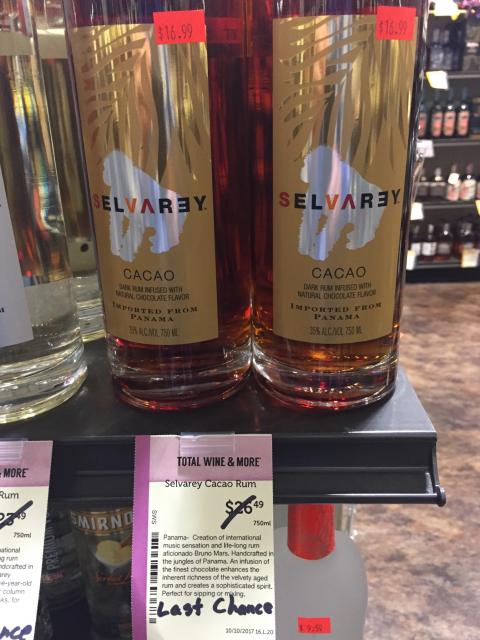 $16.99
$16.99
SELVAREY
SELVAREY
CACAO
CACAO
DARK RUM INFUSED WITH
NATURAL CHOCOLATE FLAVOR
IMPORTED FROM
PANAMA
35% ALC/VOL 750 ML
DARK RUM INFUSED WITH
NATURAL CHOCOLATE FLAVOR
IMPORTED FROM
PANAMA
35% ALC/VOL 750 ML
& MORE
Rum
750ml
TOTAL WINE & MORE
Selvarey Cacao Rum
$26.49
750ml
SWS
Panama- Creation of international
music sensation and life-long rum
aficionado Bruno Mars. Handcrafted in
the jungles of Panama. An infusion of
the finest chocolate enhances the
inherent richness of the velvety aged
rum and creates a sophisticated spirit.
Perfect for sipping or mixing.
Last Chance
10/10/2017 16.L.20
SMIRNO